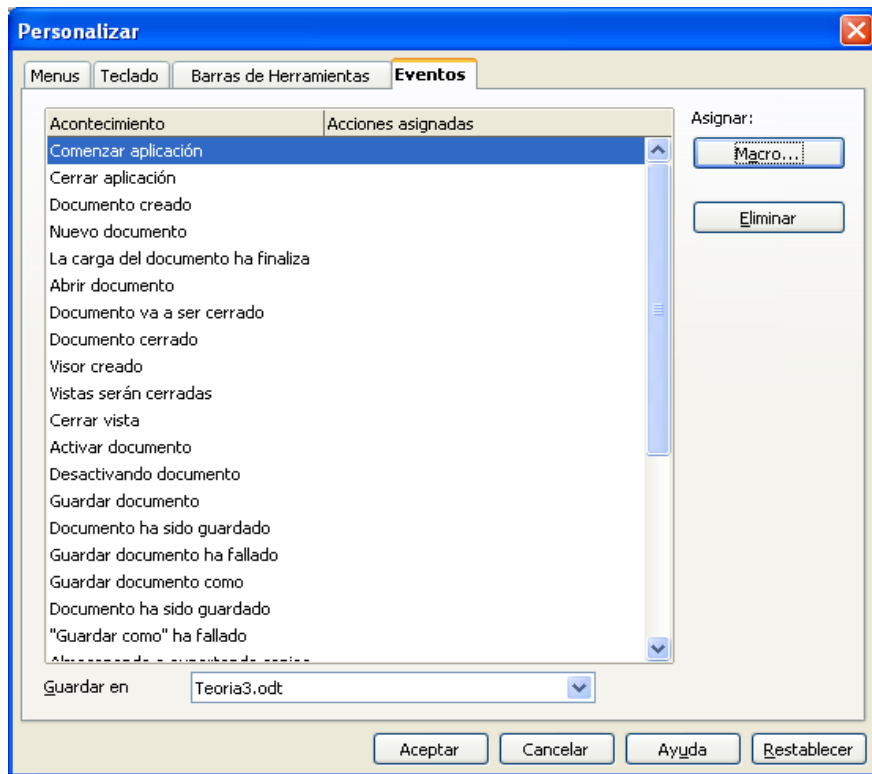 Personalizar
Menus Teclado Barras de Herramientas Eventos
Acontecimiento Acciones asignadas
Asignar:
Comenzar aplicación
Macro...
Cerrar aplicación
Documento creado
Eliminar
Nuevo documento
La carga del documento ha finaliza
Abrir documento
Documento va a ser cerrado
Documento cerrado
Visor creado
Vistas serán cerradas
Cerrar vista
Activar documento
Desactivando documento
Guardar documento
Documento ha sido guardado
Guardar documento ha fallado
Guardar documento como
Documento ha sido guardado
"Guardar como" ha fallado
Guardar en Teoria3.odt
Aceptar Cancelar Ayuda Restablecer